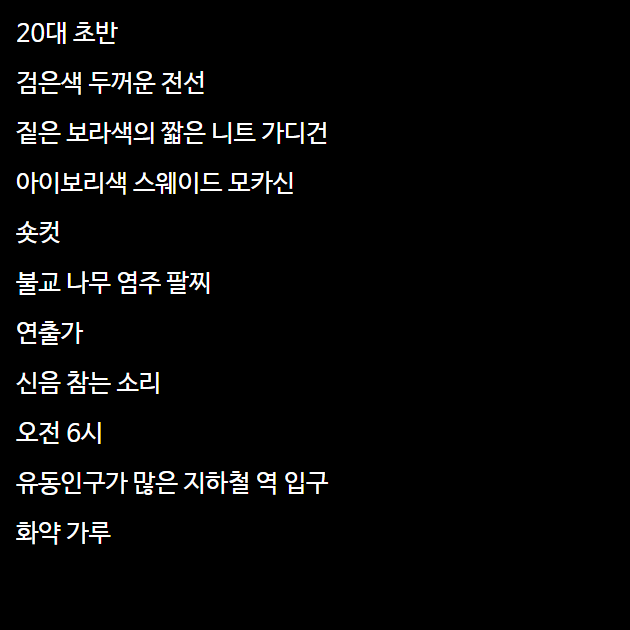 20대 초반
검은색 두꺼운 전선
짙은 보라색의 짧은 니트 가디건
아이보리색 스웨이드 모카신
숏컷
불교 나무 염주 팔찌
연출가
신음 참는 소리
오전 6시
유동인구가 많은 지하철 역 입구
화약 가루